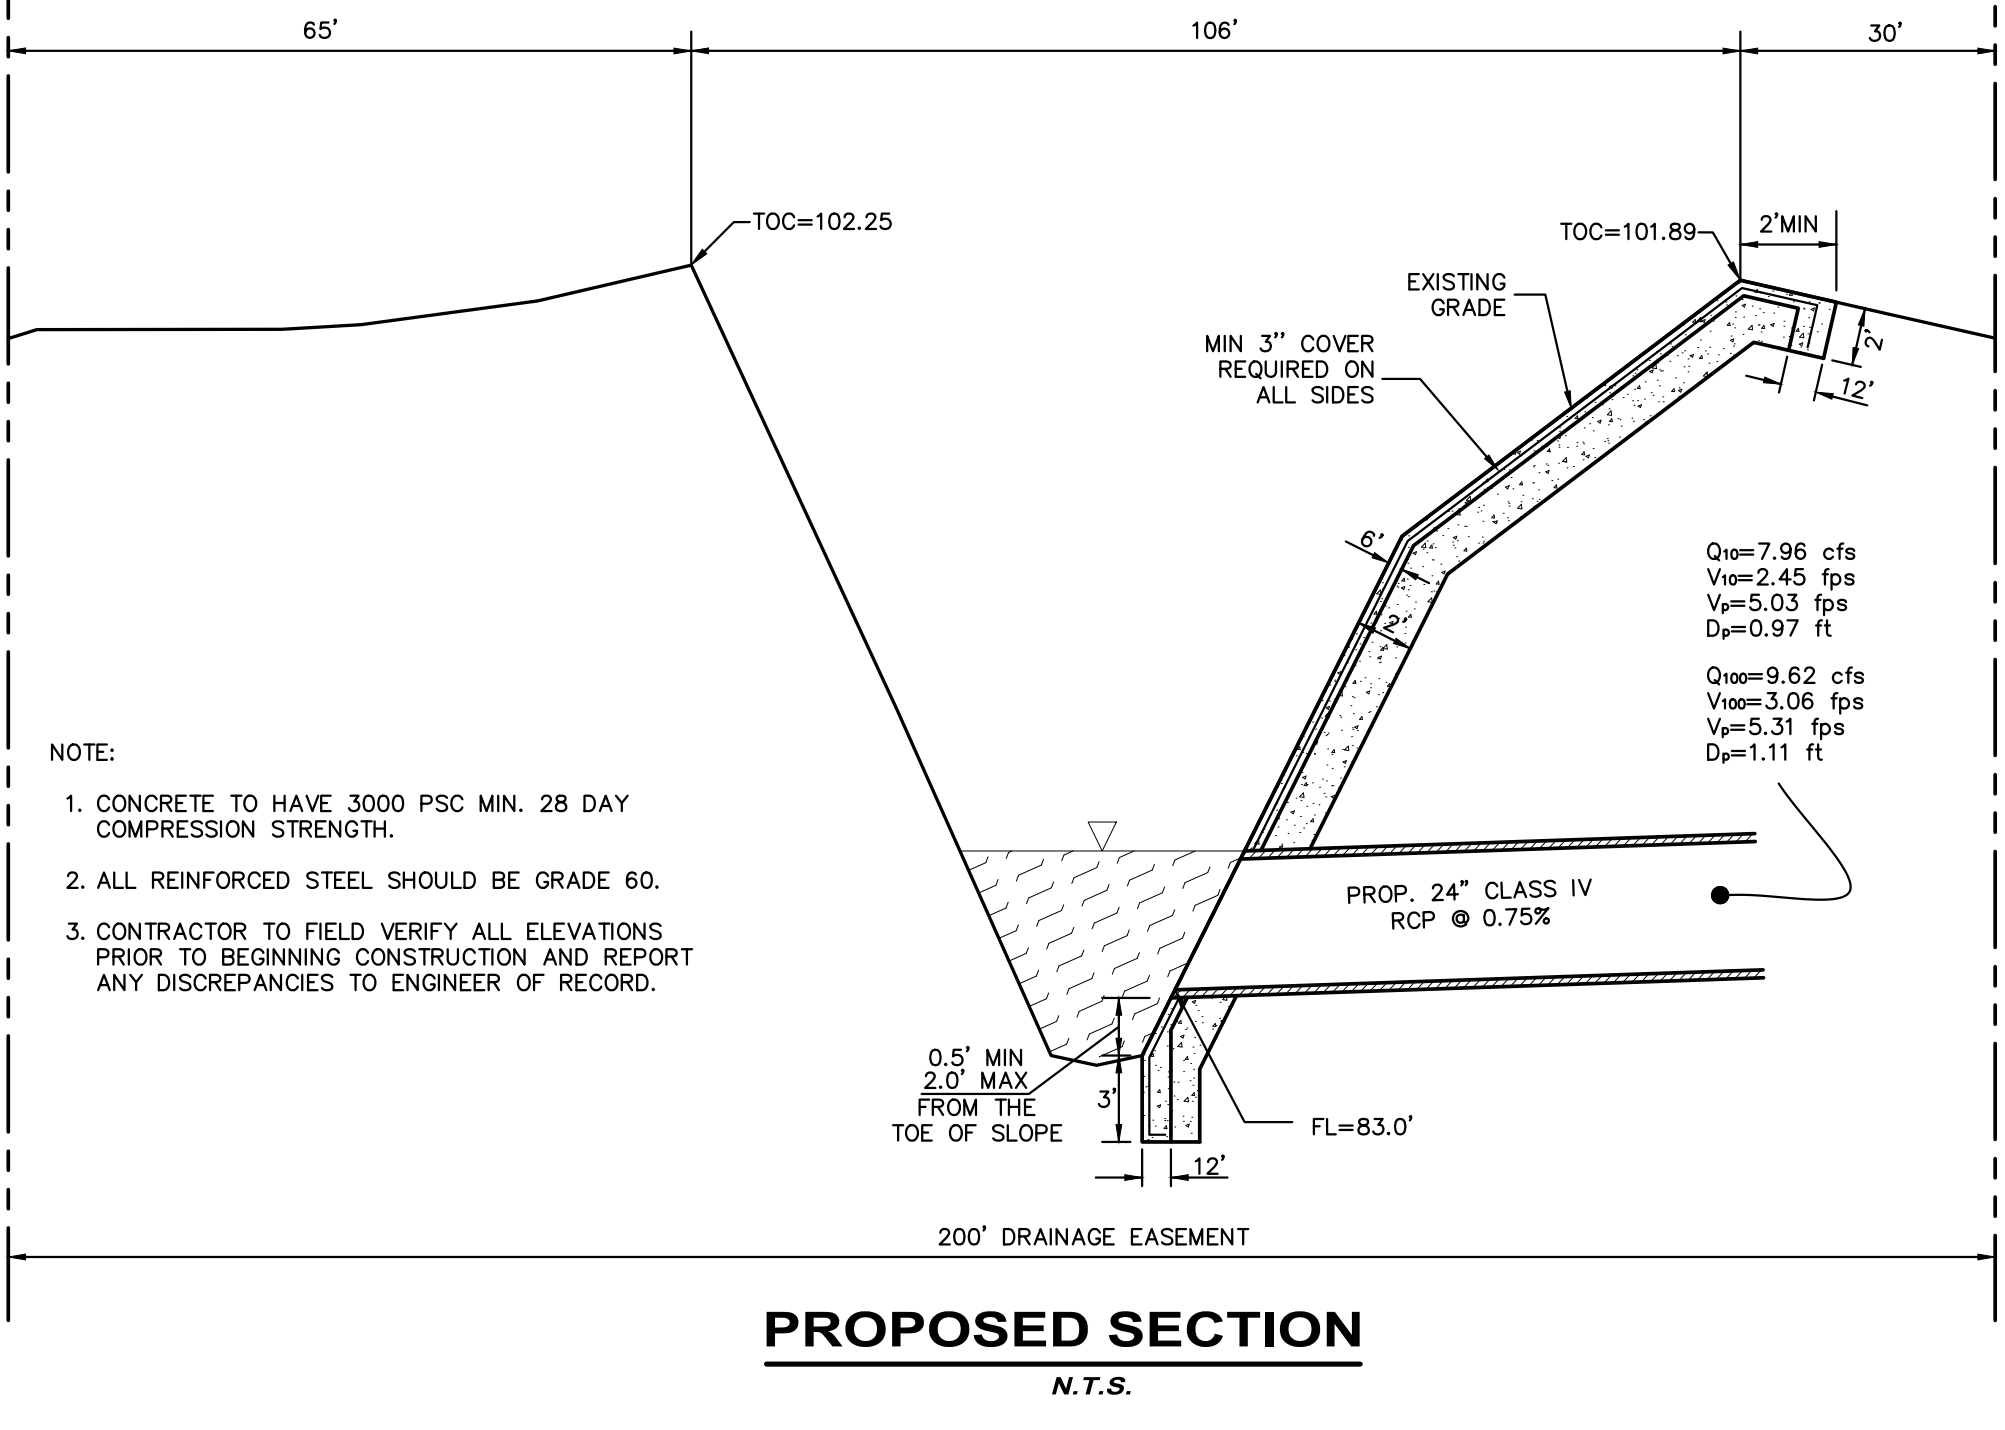 65'
106'
30'
TOC=102.25
TOC=101.89
2'MIN
EXISTING
GRADE
MIN 3" COVER
REQUIRED ON
ALL SIDES
2'
12'
6'
2'
Q10=7.96 cfs
V10=2.45 fps
Vp=5.03 fps
Dp=0.97 ft
Q100=9.62 cfs
V100=3.06 fps
Vp=5.31 fps
Dp=1.11 ft
NOTE:
1. CONCRETE TO HAVE 3000 PSC MIN. 28 DAY
COMPRESSION STRENGTH.
2. ALL REINFORCED STEEL SHOULD BE GRADE 60.
3. CONTRACTOR TO FIELD VERIFY ALL ELEVATIONS
PRIOR TO BEGINNING CONSTRUCTION AND REPORT
ANY DISCREPANCIES TO ENGINEER OF RECORD.
PROP. 24" CLASS IV
RCP @ 0.75%
0.5' MIN
2.0' MAX
FROM THE
TOE OF SLOPE
3'
FL=83.0'
12'
200' DRAINAGE EASEMENT
PROPOSED SECTION
N.T.S.